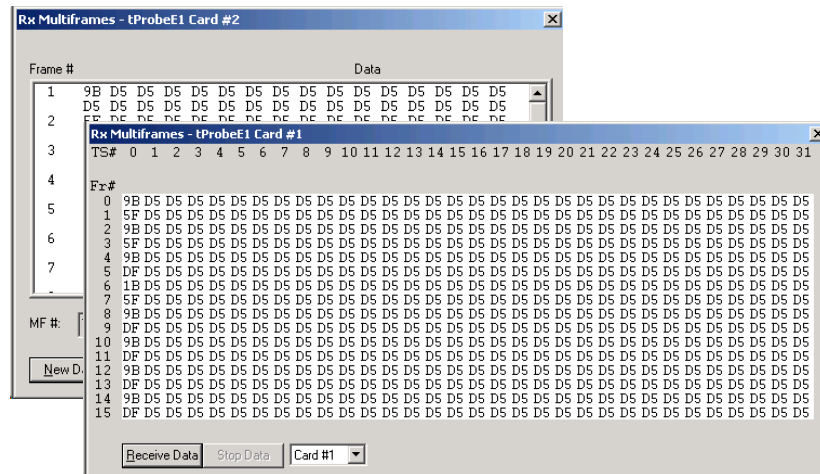 Rx Multiframes - tProbeE1 Card #2
Frame # Data
1 9B D5 D5 D5 D5 D5 D5 D5 D5 D5 D5 D5 D5 D5 D5
D5 D5 D5 D5 D5 D5 D5 D5 D5 D5 D5 D5 D5 D5 D5
2
3
4
5
6
7
MF #:
New D
Rx Multiframes - tProbeE1 Card #1
TS# 0 1 2 3 4 5 6 7 8 9 10 11 12 13 14 15 16 17 18 19 20 21 22 23 24 25 26 27 28 29 30 31
Fr#
0 9B D5 D5 D5 D5 D5 D5 D5 D5 D5 D5 D5 D5 D5 D5 D5 D5 D5 D5 D5 D5 D5 D5 D5 D5 D5 D5 D5 D5 D5 D5 D5
1 5F D5 D5 D5 D5 D5 D5 D5 D5 D5 D5 D5 D5 D5 D5 D5 D5 D5 D5 D5 D5 D5 D5 D5 D5 D5 D5 D5 D5 D5 D5 D5
2 9B D5 D5 D5 D5 D5 D5 D5 D5 D5 D5 D5 D5 D5 D5 D5 D5 D5 D5 D5 D5 D5 D5 D5 D5 D5 D5 D5 D5 D5 D5 D5
3 5F D5 D5 D5 D5 D5 D5 D5 D5 D5 D5 D5 D5 D5 D5 D5 D5 D5 D5 D5 D5 D5 D5 D5 D5 D5 D5 D5 D5 D5 D5 D5
4 9B D5 D5 D5 D5 D5 D5 D5 D5 D5 D5 D5 D5 D5 D5 D5 D5 D5 D5 D5 D5 D5 D5 D5 D5 D5 D5 D5 D5 D5 D5 D5
5 DF D5 D5 D5 D5 D5 D5 D5 D5 D5 D5 D5 D5 D5 D5 D5 D5 D5 D5 D5 D5 D5 D5 D5 D5 D5 D5 D5 D5 D5 D5 D5
6 1B D5 D5 D5 D5 D5 D5 D5 D5 D5 D5 D5 D5 D5 D5 D5 D5 D5 D5 D5 D5 D5 D5 D5 D5 D5 D5 D5 D5 D5 D5 D5
7 5F D5 D5 D5 D5 D5 D5 D5 D5 D5 D5 D5 D5 D5 D5 D5 D5 D5 D5 D5 D5 D5 D5 D5 D5 D5 D5 D5 D5 D5 D5 D5
8 9B D5 D5 D5 D5 D5 D5 D5 D5 D5 D5 D5 D5 D5 D5 D5 D5 D5 D5 D5 D5 D5 D5 D5 D5 D5 D5 D5 D5 D5 D5 D5
9 DF D5 D5 D5 D5 D5 D5 D5 D5 D5 D5 D5 D5 D5 D5 D5 D5 D5 D5 D5 D5 D5 D5 D5 D5 D5 D5 D5 D5 D5 D5 D5
10 9B D5 D5 D5 D5 D5 D5 D5 D5 D5 D5 D5 D5 D5 D5 D5 D5 D5 D5 D5 D5 D5 D5 D5 D5 D5 D5 D5 D5 D5 D5 D5
11 DF D5 D5 D5 D5 D5 D5 D5 D5 D5 D5 D5 D5 D5 D5 D5 D5 D5 D5 D5 D5 D5 D5 D5 D5 D5 D5 D5 D5 D5 D5 D5
12 9B D5 D5 D5 D5 D5 D5 D5 D5 D5 D5 D5 D5 D5 D5 D5 D5 D5 D5 D5 D5 D5 D5 D5 D5 D5 D5 D5 D5 D5 D5 D5
13 DF D5 D5 D5 D5 D5 D5 D5 D5 D5 D5 D5 D5 D5 D5 D5 D5 D5 D5 D5 D5 D5 D5 D5 D5 D5 D5 D5 D5 D5 D5 D5
14 9B D5 D5 D5 D5 D5 D5 D5 D5 D5 D5 D5 D5 D5 D5 D5 D5 D5 D5 D5 D5 D5 D5 D5 D5 D5 D5 D5 D5 D5 D5 D5
15 DF D5 D5 D5 D5 D5 D5 D5 D5 D5 D5 D5 D5 D5 D5 D5 D5 D5 D5 D5 D5 D5 D5 D5 D5 D5 D5 D5 D5 D5 D5 D5
Receive Data Stop Data Card #1